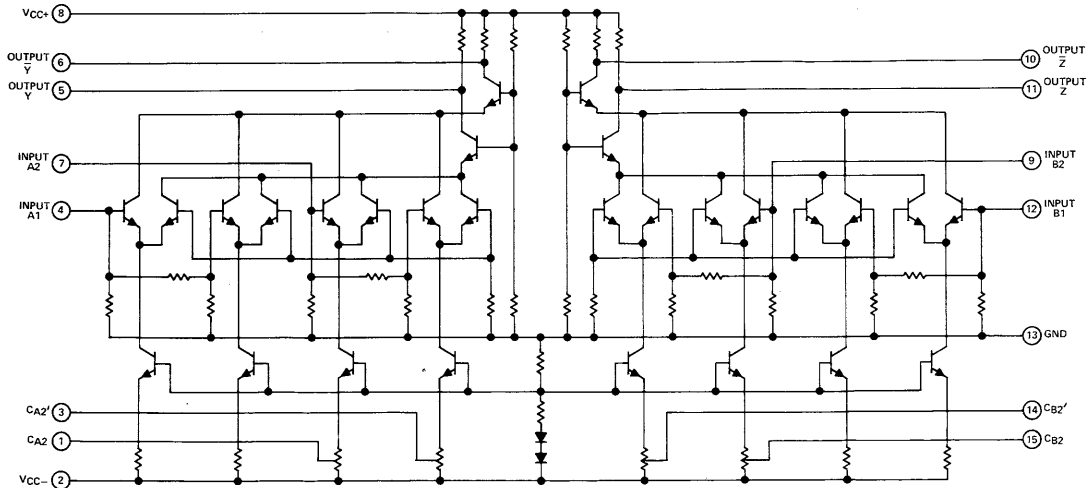 VCC+ 8
OUTPUT
Y̅ 6
OUTPUT
Y 5
INPUT
A2 7
INPUT
A1 4
CA2' 3
CA2 1
VCC− 2
10 OUTPUT
Z̅
11 OUTPUT
Z
9 INPUT
B2
12 INPUT
B1
13 GND
14 CB2'
15 CB2